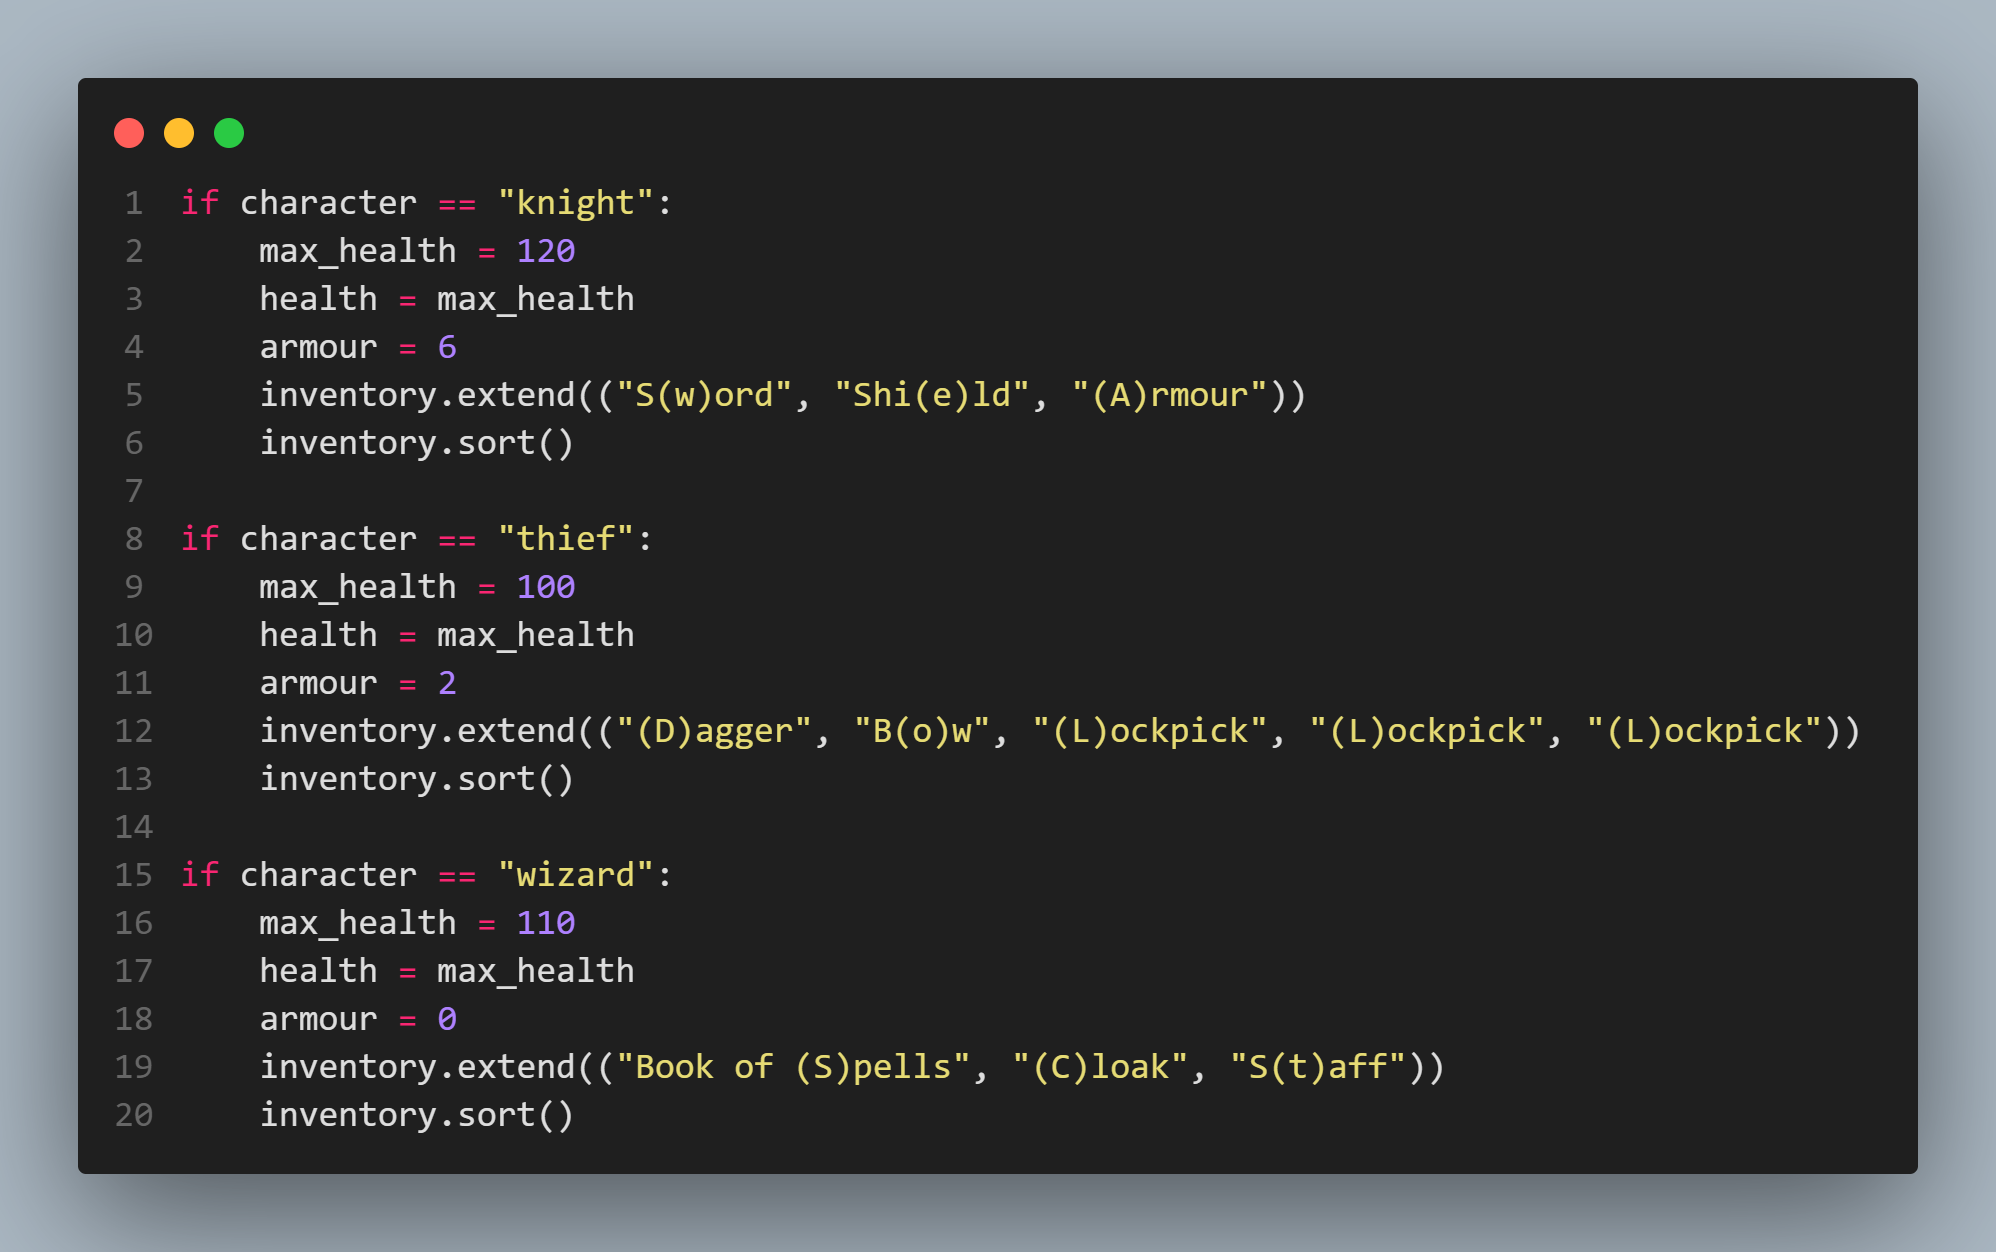 1 if character == "knight":
2     max_health = 120
3     health = max_health
4     armour = 6
5     inventory.extend(("S(w)ord", "Shi(e)ld", "(A)rmour"))
6     inventory.sort()
7
8 if character == "thief":
9     max_health = 100
10     health = max_health
11     armour = 2
12     inventory.extend(("(D)agger", "B(o)w", "(L)ockpick", "(L)ockpick", "(L)ockpick"))
13     inventory.sort()
14
15 if character == "wizard":
16     max_health = 110
17     health = max_health
18     armour = 0
19     inventory.extend(("Book of (S)pells", "(C)loak", "S(t)aff"))
20     inventory.sort()